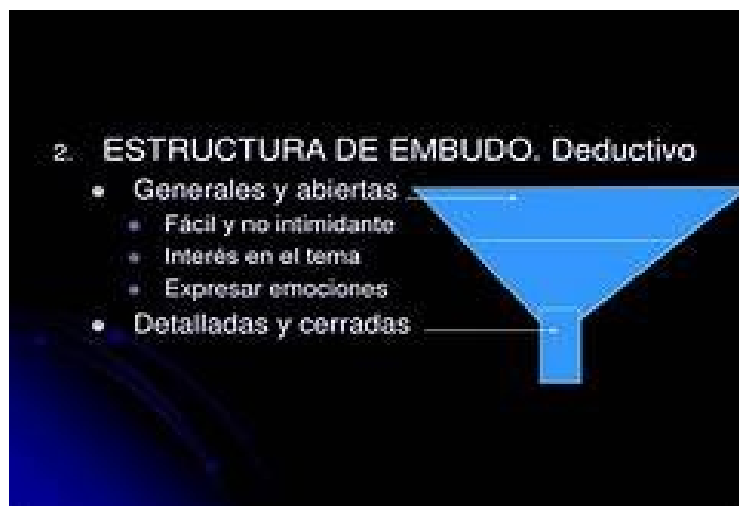 2. ESTRUCTURA DE EMBUDO. Deductivo
• Generales y abiertas
• Fácil y no intimidante
• Interés en el tema
• Expresar emociones
• Detalladas y cerradas